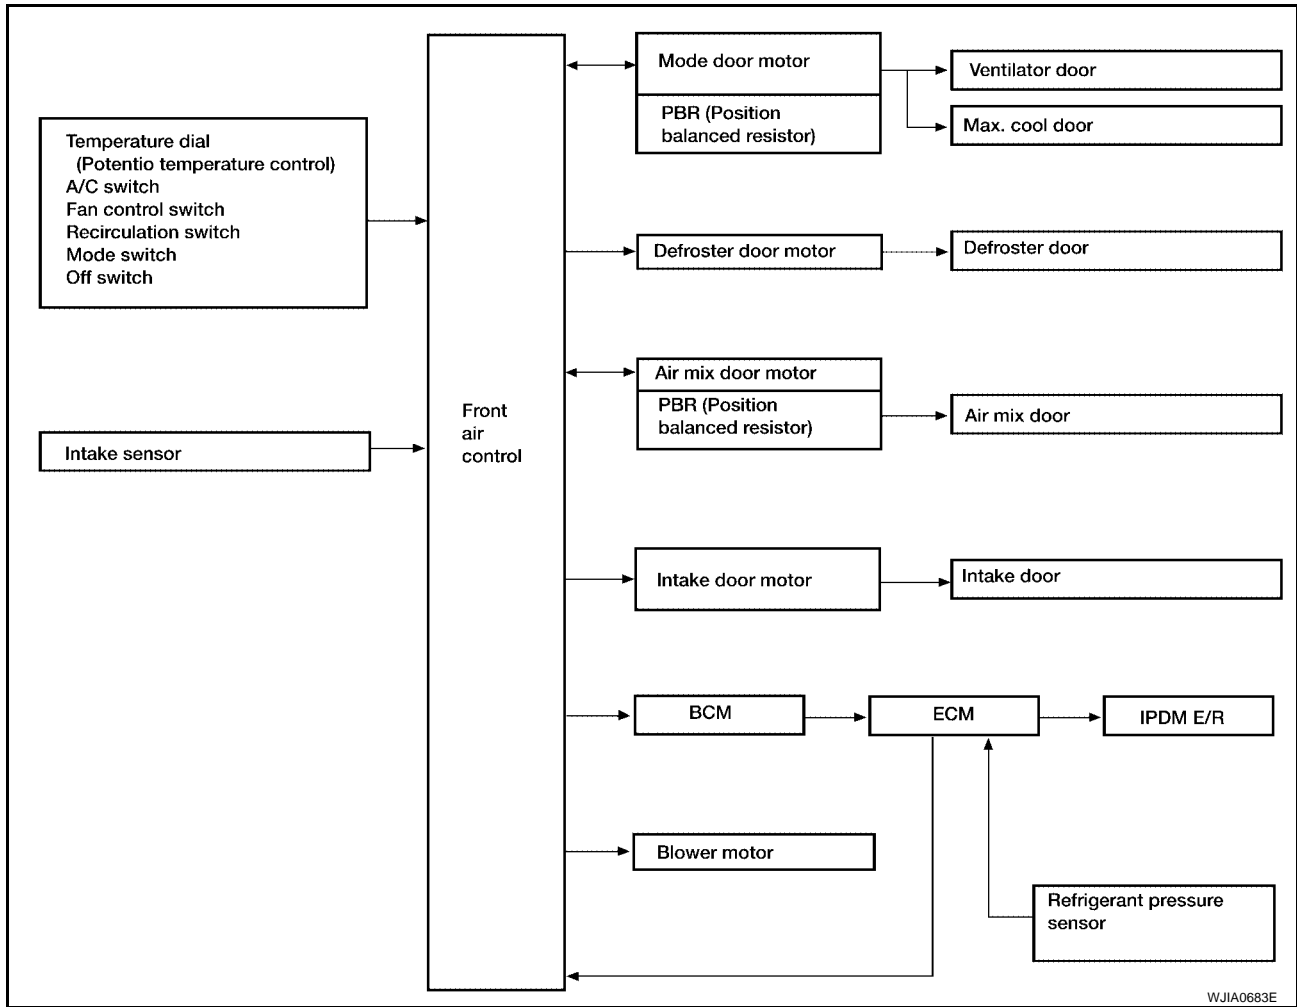 Temperature dial
(Potentio temperature control)
A/C switch
Fan control switch
Recirculation switch
Mode switch
Off switch
Intake sensor
Front
air
control
Mode door motor
PBR (Position
balanced resistor)
Ventilator door
Max. cool door
Defroster door motor
Defroster door
Air mix door motor
PBR (Position
balanced resistor)
Air mix door
Intake door motor
Intake door
BCM
ECM
IPDM E/R
Blower motor
Refrigerant pressure
sensor
WJIA0683E